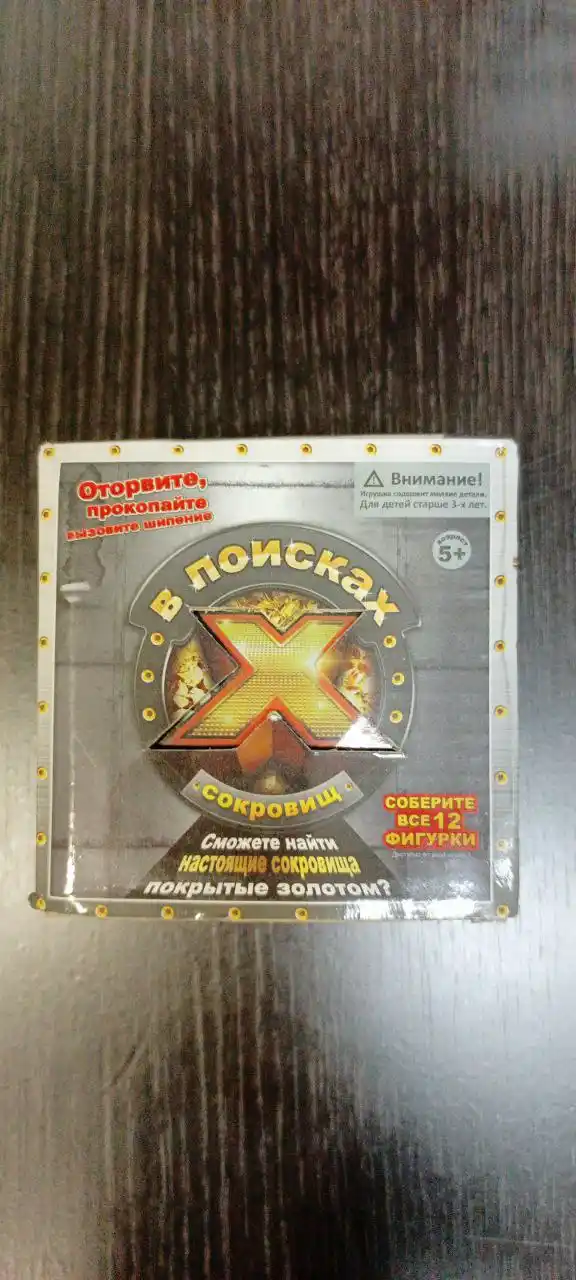 Оторвите,
прокопайте
вызовите шипение
Внимание!
Игрушка содержит мелкие детали.
Для детей старше 3-х лет.
возраст
5+
В ПОИСКАХ
X
СОКРОВИЩ
СОБЕРИТЕ
ВСЕ 12
ФИГУРКИ
Сможете найти
настоящие сокровища
покрытые золотом?